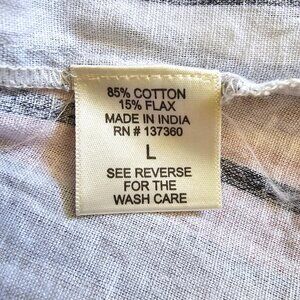 85% COTTON
15% FLAX
MADE IN INDIA
RN # 137360
L
SEE REVERSE
FOR THE
WASH CARE